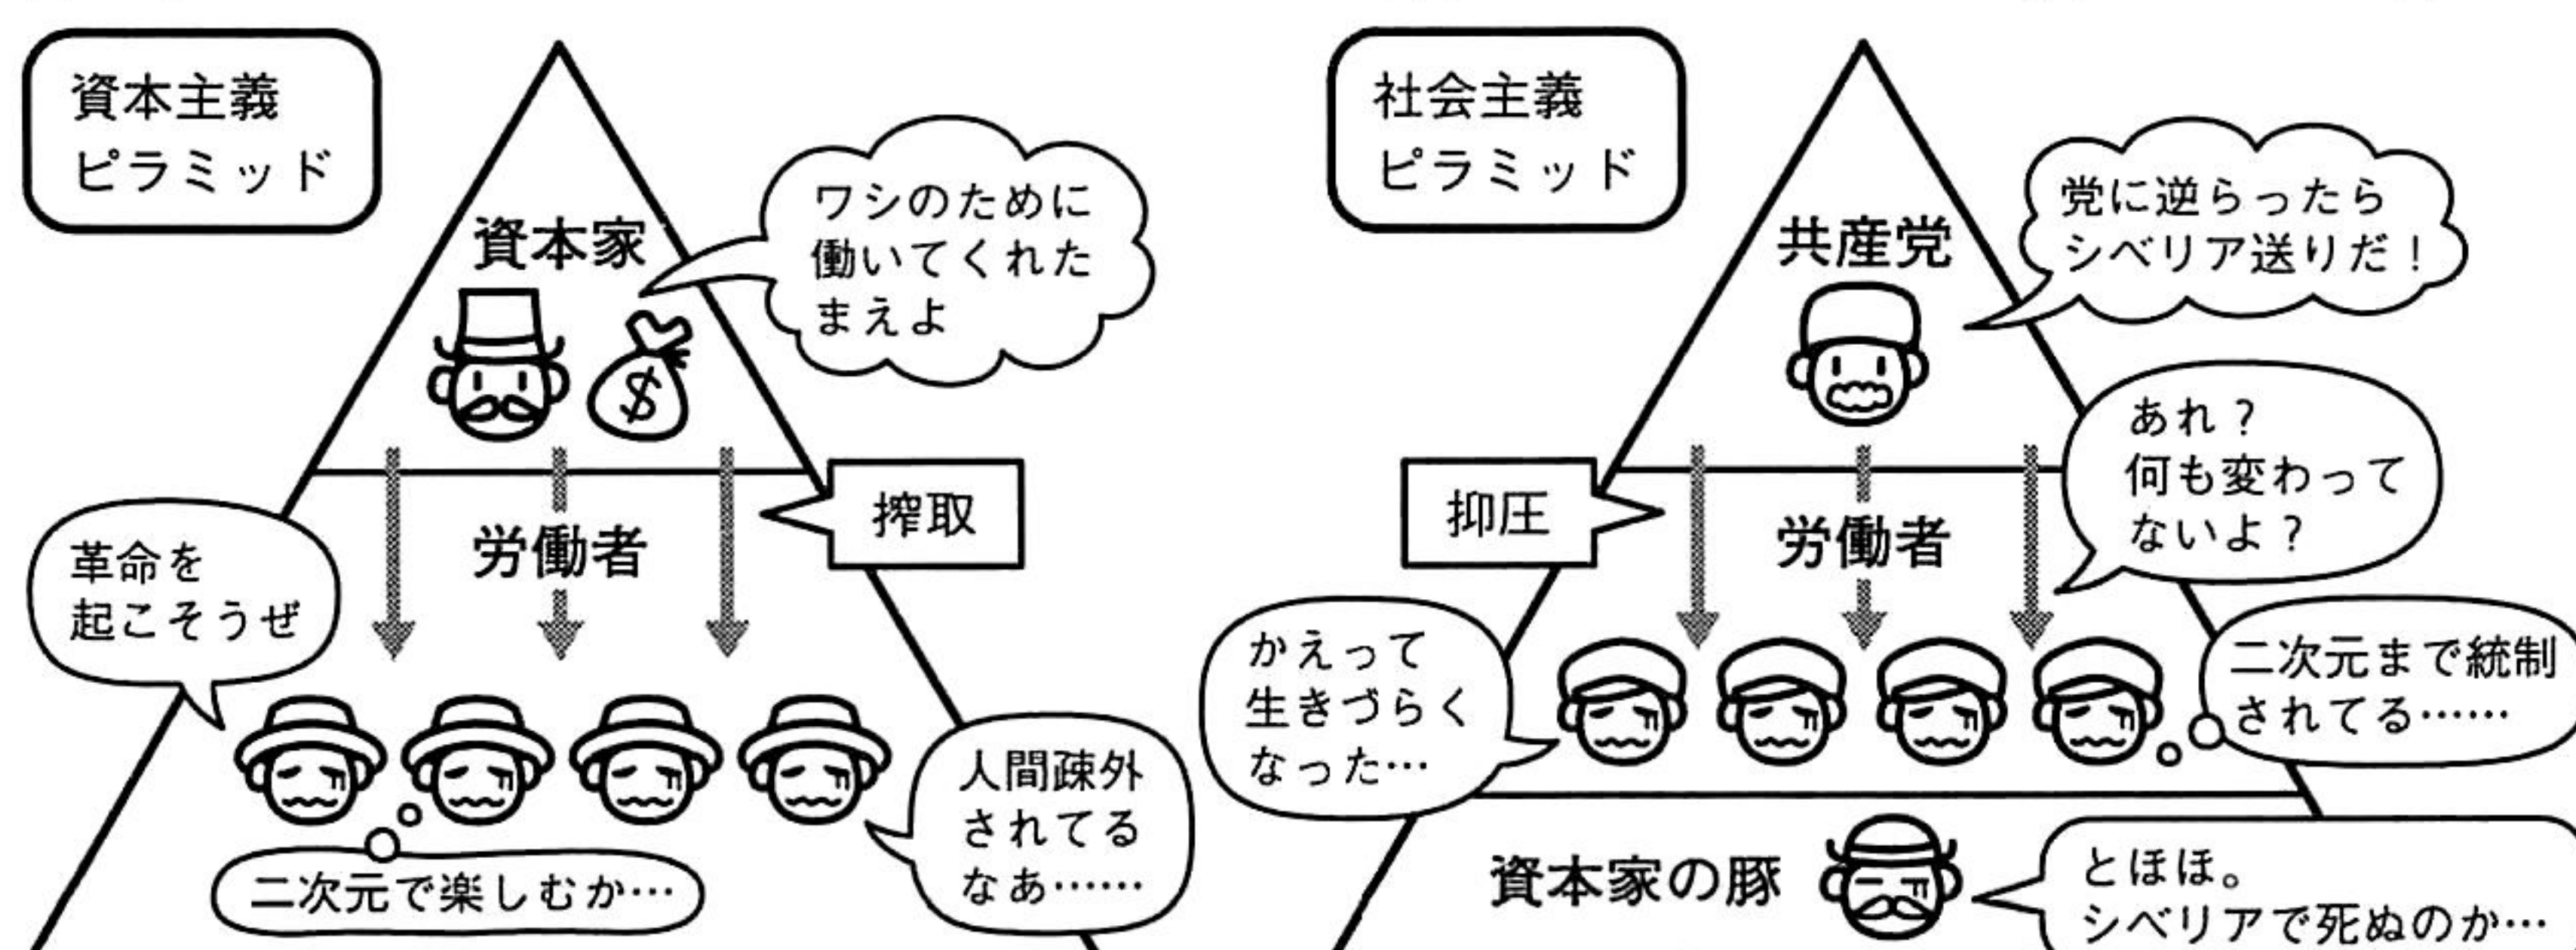 資本主義
ピラミッド
資本家
ワシのために
働いてくれた
まえよ
$
搾取
労働者
革命を
起こそうぜ
人間疎外
されてる
なあ……
二次元で楽しむか…
社会主義
ピラミッド
共産党
党に逆らったら
シベリア送りだ！
抑圧
労働者
あれ？
何も変わって
ないよ？
かえって
生きづらく
なった…
二次元まで統制
されてる……
資本家の豚
とほほ。
シベリアで死ぬのか…